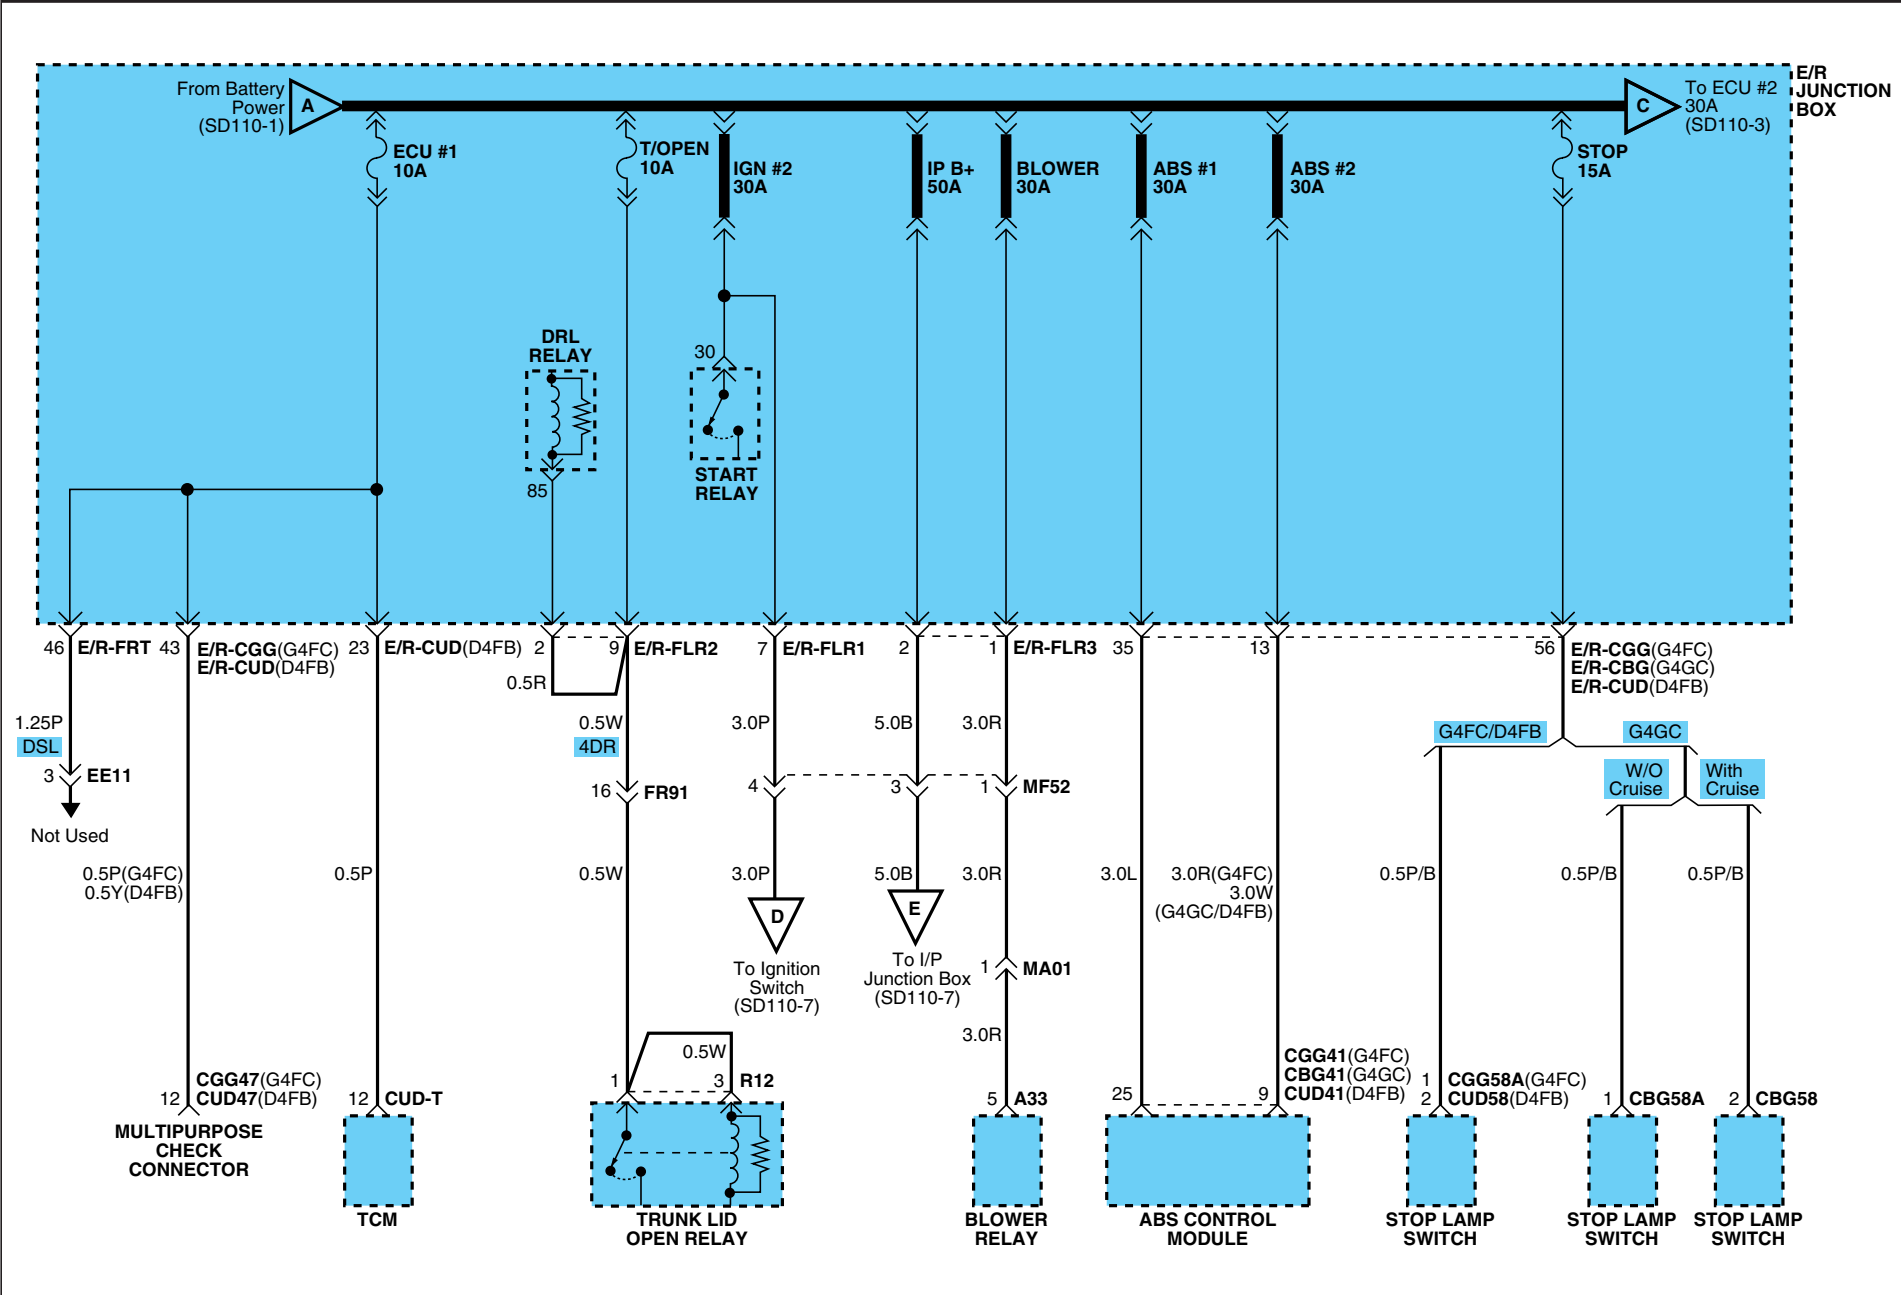 From Battery
Power
(SD110-1)
A
C
To ECU #2
30A
(SD110-3)
E/R
JUNCTION
BOX
ECU #1
10A
T/OPEN
10A
IGN #2
30A
IP B+
50A
BLOWER
30A
ABS #1
30A
ABS #2
30A
STOP
15A
DRL
RELAY
85
30
START
RELAY
46 E/R-FRT
43 E/R-CGG(G4FC)
E/R-CUD(D4FB)
23 E/R-CUD(D4FB)
2
9 E/R-FLR2
7 E/R-FLR1
2
1 E/R-FLR3
35
13
56 E/R-CGG(G4FC)
E/R-CBG(G4GC)
E/R-CUD(D4FB)
0.5R
1.25P
DSL
3 EE11
Not Used
0.5W
4DR
16 FR91
3.0P
5.0B
3.0R
4
3
1 MF52
G4FC/D4FB
G4GC
W/O
Cruise
With
Cruise
0.5P(G4FC)
0.5Y(D4FB)
0.5P
0.5W
3.0P
5.0B
3.0R
3.0L
3.0R(G4FC)
3.0W
(G4GC/D4FB)
0.5P/B
0.5P/B
0.5P/B
D
To Ignition
Switch
(SD110-7)
E
To I/P
Junction Box
(SD110-7)
1 MA01
3.0R
0.5W
12 CGG47(G4FC)
CUD47(D4FB)
MULTIPURPOSE
CHECK
CONNECTOR
12 CUD-T
TCM
1
3 R12
TRUNK LID
OPEN RELAY
5 A33
BLOWER
RELAY
25
9 CGG41(G4FC)
CBG41(G4GC)
CUD41(D4FB)
ABS CONTROL
MODULE
1 CGG58A(G4FC)
2 CUD58(D4FB)
STOP LAMP
SWITCH
1 CBG58A
STOP LAMP
SWITCH
2 CBG58
STOP LAMP
SWITCH